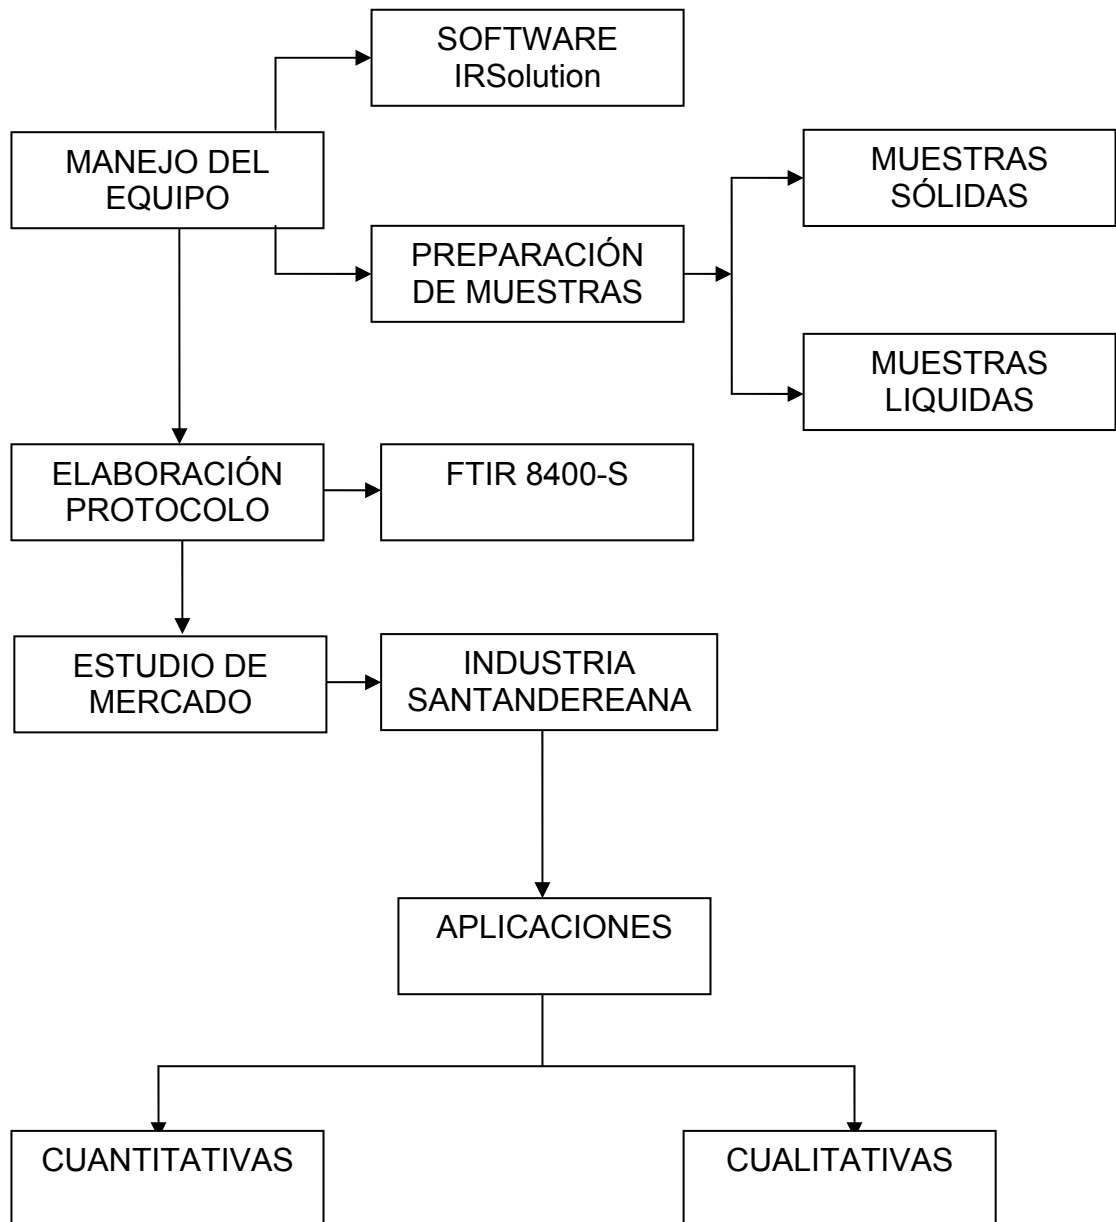 SOFTWARE
IRSolution
MANEJO DEL
EQUIPO
MUESTRAS
SÓLIDAS
PREPARACIÓN
DE MUESTRAS
MUESTRAS
LIQUIDAS
ELABORACIÓN
PROTOCOLO
FTIR 8400-S
ESTUDIO DE
MERCADO
INDUSTRIA
SANTANDEREANA
APLICACIONES
CUANTITATIVAS
CUALITATIVAS